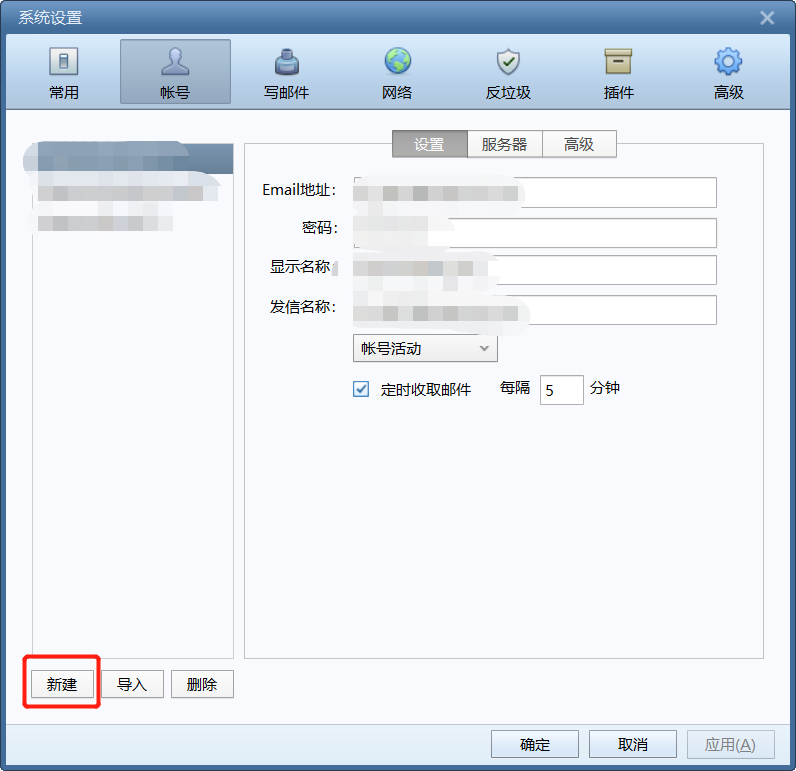 系统设置
常用 帐号 写邮件 网络 反垃圾 插件 高级
设置 服务器 高级
Email地址：
密码：
显示名称
发信名称：
帐号活动
定时收取邮件 每隔 5 分钟
新建 导入 删除
确定 取消 应用(A)